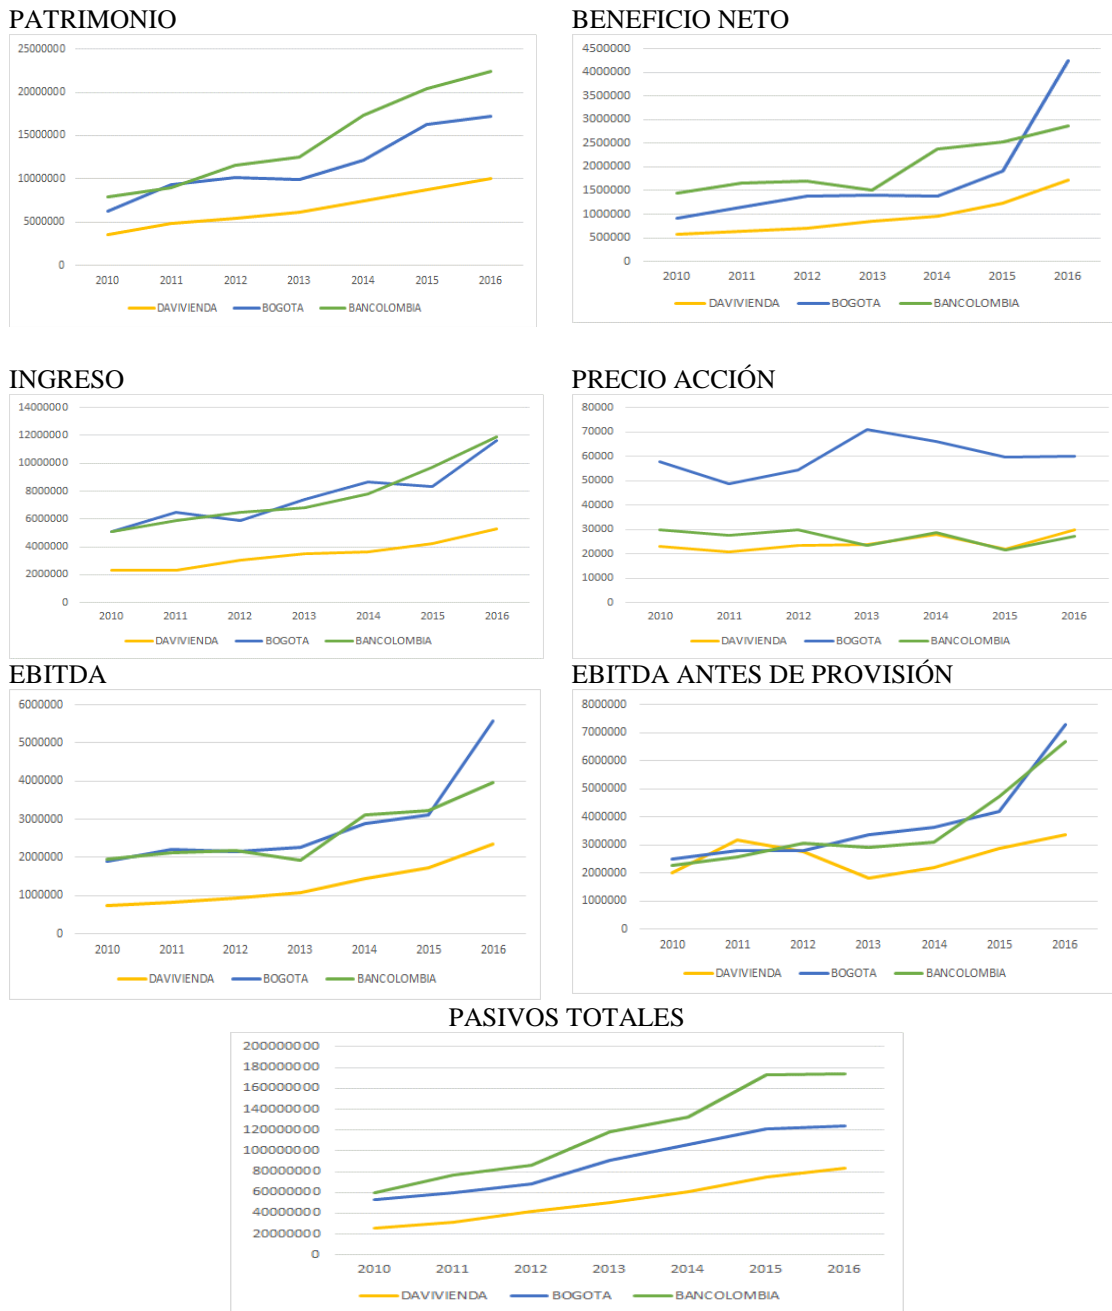 PATRIMONIO
25000000
20000000
15000000
10000000
5000000
0
2010 2011 2012 2013 2014 2015 2016
DAVIVIENDA BOGOTA BANCOLOMBIA
BENEFICIO NETO
4500000
4000000
3500000
3000000
2500000
2000000
1500000
1000000
500000
0
2010 2011 2012 2013 2014 2015 2016
DAVIVIENDA BOGOTA BANCOLOMBIA
INGRESO
14000000
12000000
10000000
8000000
6000000
4000000
2000000
0
2010 2011 2012 2013 2014 2015 2016
DAVIVIENDA BOGOTA BANCOLOMBIA
PRECIO ACCIÓN
80000
70000
60000
50000
40000
30000
20000
10000
0
2010 2011 2012 2013 2014 2015 2016
DAVIVIENDA BOGOTA BANCOLOMBIA
EBITDA
6000000
5000000
4000000
3000000
2000000
1000000
0
2010 2011 2012 2013 2014 2015 2016
DAVIVIENDA BOGOTA BANCOLOMBIA
EBITDA ANTES DE PROVISIÓN
8000000
7000000
6000000
5000000
4000000
3000000
2000000
1000000
0
2010 2011 2012 2013 2014 2015 2016
DAVIVIENDA BOGOTA BANCOLOMBIA
PASIVOS TOTALES
200000000
180000000
160000000
140000000
120000000
100000000
80000000
60000000
40000000
20000000
0
2010 2011 2012 2013 2014 2015 2016
DAVIVIENDA BOGOTA BANCOLOMBIA